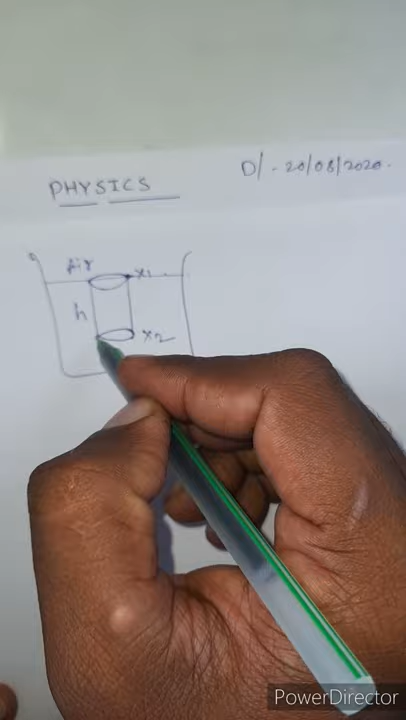 PHYSICS
D/- 20/08/2020.
Air
x1
h
x2
PowerDirector